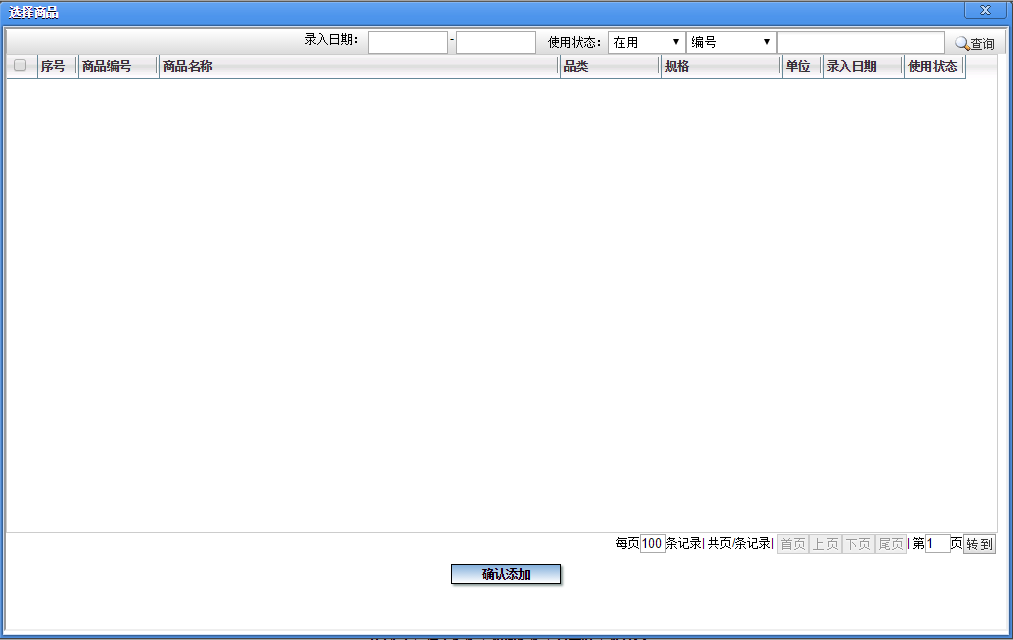 选择商品
录入日期： - 使用状态： 在用 编号 查询
序号 商品编号 商品名称 品类 规格 单位 录入日期 使用状态
每页100条记录| 共页/条记录| 首页 上页 下页 尾页 | 第1 页 转到
确认添加